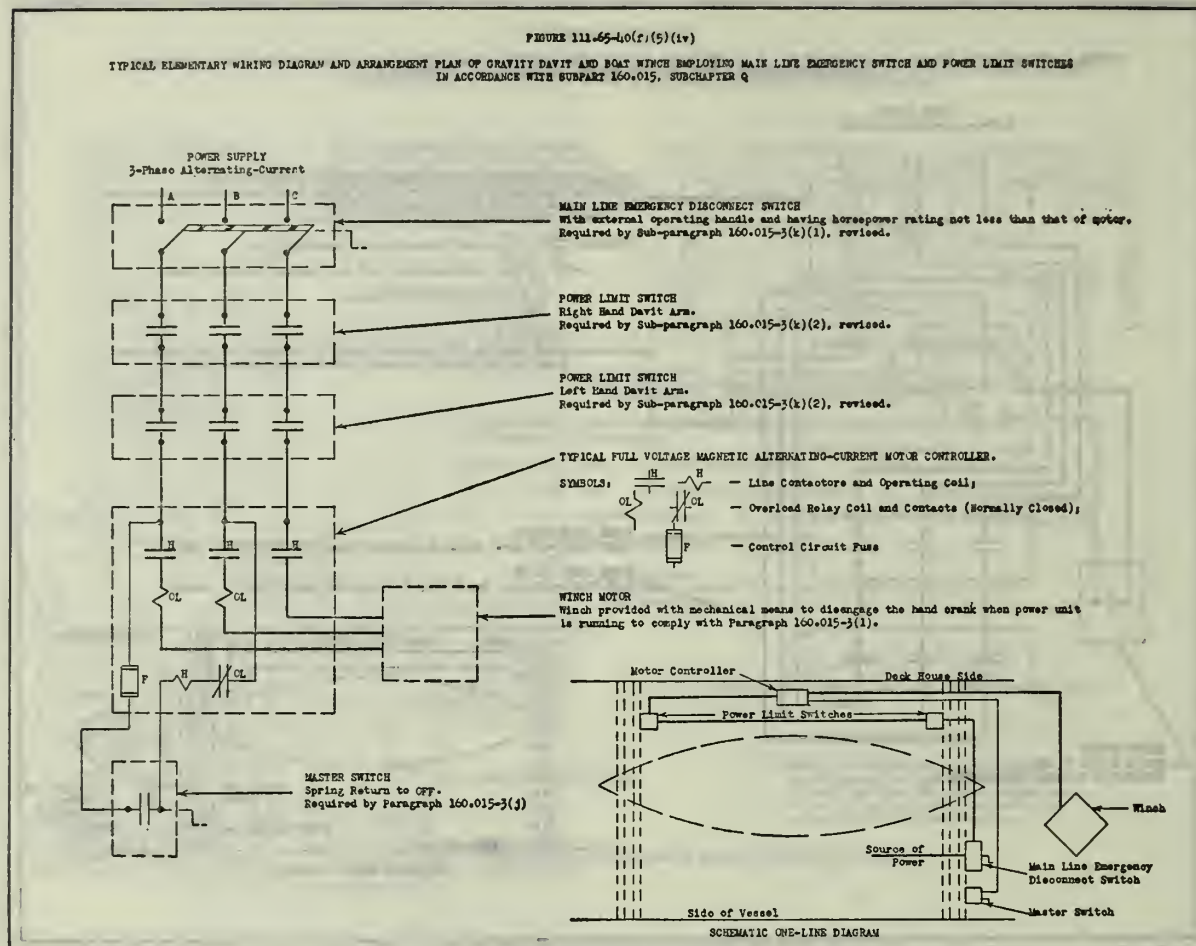 FIGURE 111.65-40(f)(5)(iv)
TYPICAL ELEMENTARY WIRING DIAGRAM AND ARRANGEMENT PLAN OF GRAVITY DAVIT AND BOAT WINCH EMPLOYING MAIN LINE EMERGENCY SWITCH AND POWER LIMIT SWITCHES
IN ACCORDANCE WITH SUBPART 160.015, SUBCHAPTER Q
POWER SUPPLY
3-Phase Alternating-Current
A B C
MAIN LINE EMERGENCY DISCONNECT SWITCH
With external operating handle and having horsepower rating not less than that of motor.
Required by Sub-paragraph 160.015-3(k)(1), revised.
POWER LIMIT SWITCH
Right Hand Davit Arm.
Required by Sub-paragraph 160.015-3(k)(2), revised.
POWER LIMIT SWITCH
Left Hand Davit Arm.
Required by Sub-paragraph 160.015-3(k)(2), revised.
TYPICAL FULL VOLTAGE MAGNETIC ALTERNATING-CURRENT MOTOR CONTROLLER.
SYMBOLS: H H — Line Contactors and Operating Coil;
OL OL — Overload Relay Coil and Contacts (Normally Closed);
F — Control Circuit Fuse
H H H
OL OL
WINCH MOTOR
Winch provided with mechanical means to disengage the hand crank when power unit
is running to comply with Paragraph 160.015-3(l).
F H OL
MASTER SWITCH
Spring Return to OFF.
Required by Paragraph 160.015-3(j)
Motor Controller
Deck House Side
Power Limit Switches
Winch
Source of
Power
Main Line Emergency
Disconnect Switch
Master Switch
Side of Vessel
SCHEMATIC ONE-LINE DIAGRAM